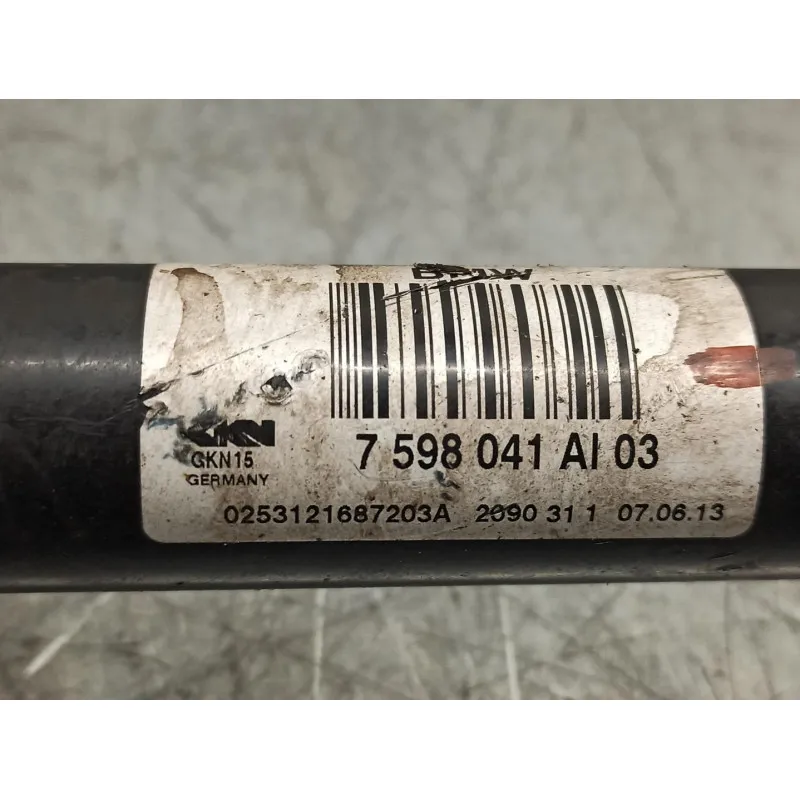 BMW
7 598 041 AI 03
GKN
GKN15
GERMANY
0253121687203A 2090 31 1 07.06.13